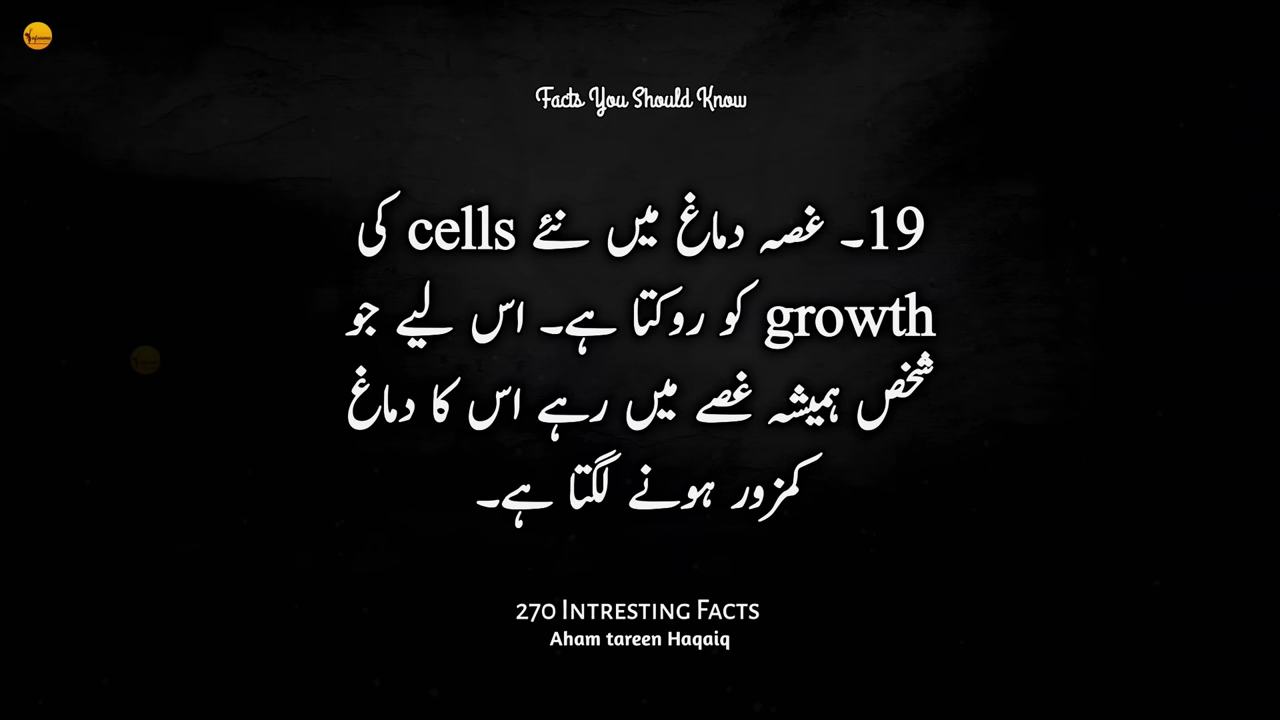 Facts You Should Know
19۔ غصہ دماغ میں نئے cells کی
growth کو روکتا ہے۔ اس لیے جو
شخص ہمیشہ غصے میں رہے اس کا دماغ
کمزور ہونے لگتا ہے۔
270 Intresting Facts
Aham tareen Haqaiq